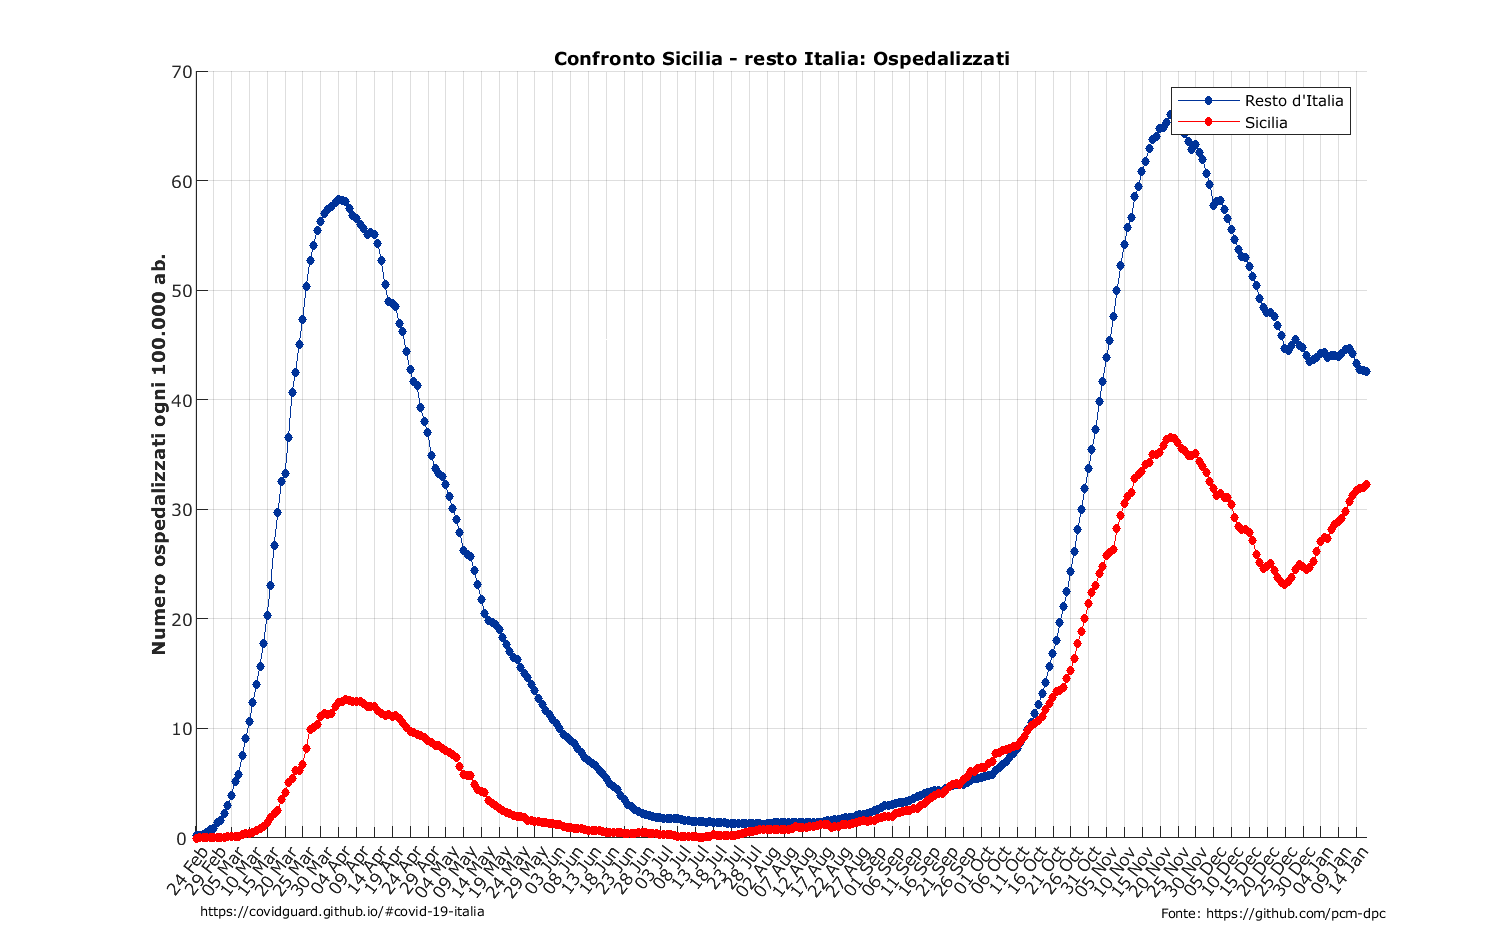 Confronto Sicilia - resto Italia: Ospedalizzati
Resto d'Italia
Sicilia
Numero ospedalizzati ogni 100.000 ab.
70
60
50
40
30
20
10
0
24 Feb
29 Feb
05 Mar
10 Mar
15 Mar
20 Mar
25 Mar
30 Mar
04 Apr
09 Apr
14 Apr
19 Apr
24 Apr
29 Apr
04 May
09 May
14 May
19 May
24 May
29 May
03 Jun
08 Jun
13 Jun
18 Jun
23 Jun
28 Jun
03 Jul
08 Jul
13 Jul
18 Jul
23 Jul
28 Jul
02 Aug
07 Aug
12 Aug
17 Aug
22 Aug
27 Aug
01 Sep
06 Sep
11 Sep
16 Sep
21 Sep
26 Sep
01 Oct
06 Oct
11 Oct
16 Oct
21 Oct
26 Oct
31 Oct
05 Nov
10 Nov
15 Nov
20 Nov
25 Nov
30 Nov
05 Dec
10 Dec
15 Dec
20 Dec
25 Dec
30 Dec
04 Jan
09 Jan
14 Jan
https://covidguard.github.io/#covid-19-italia
Fonte: https://github.com/pcm-dpc